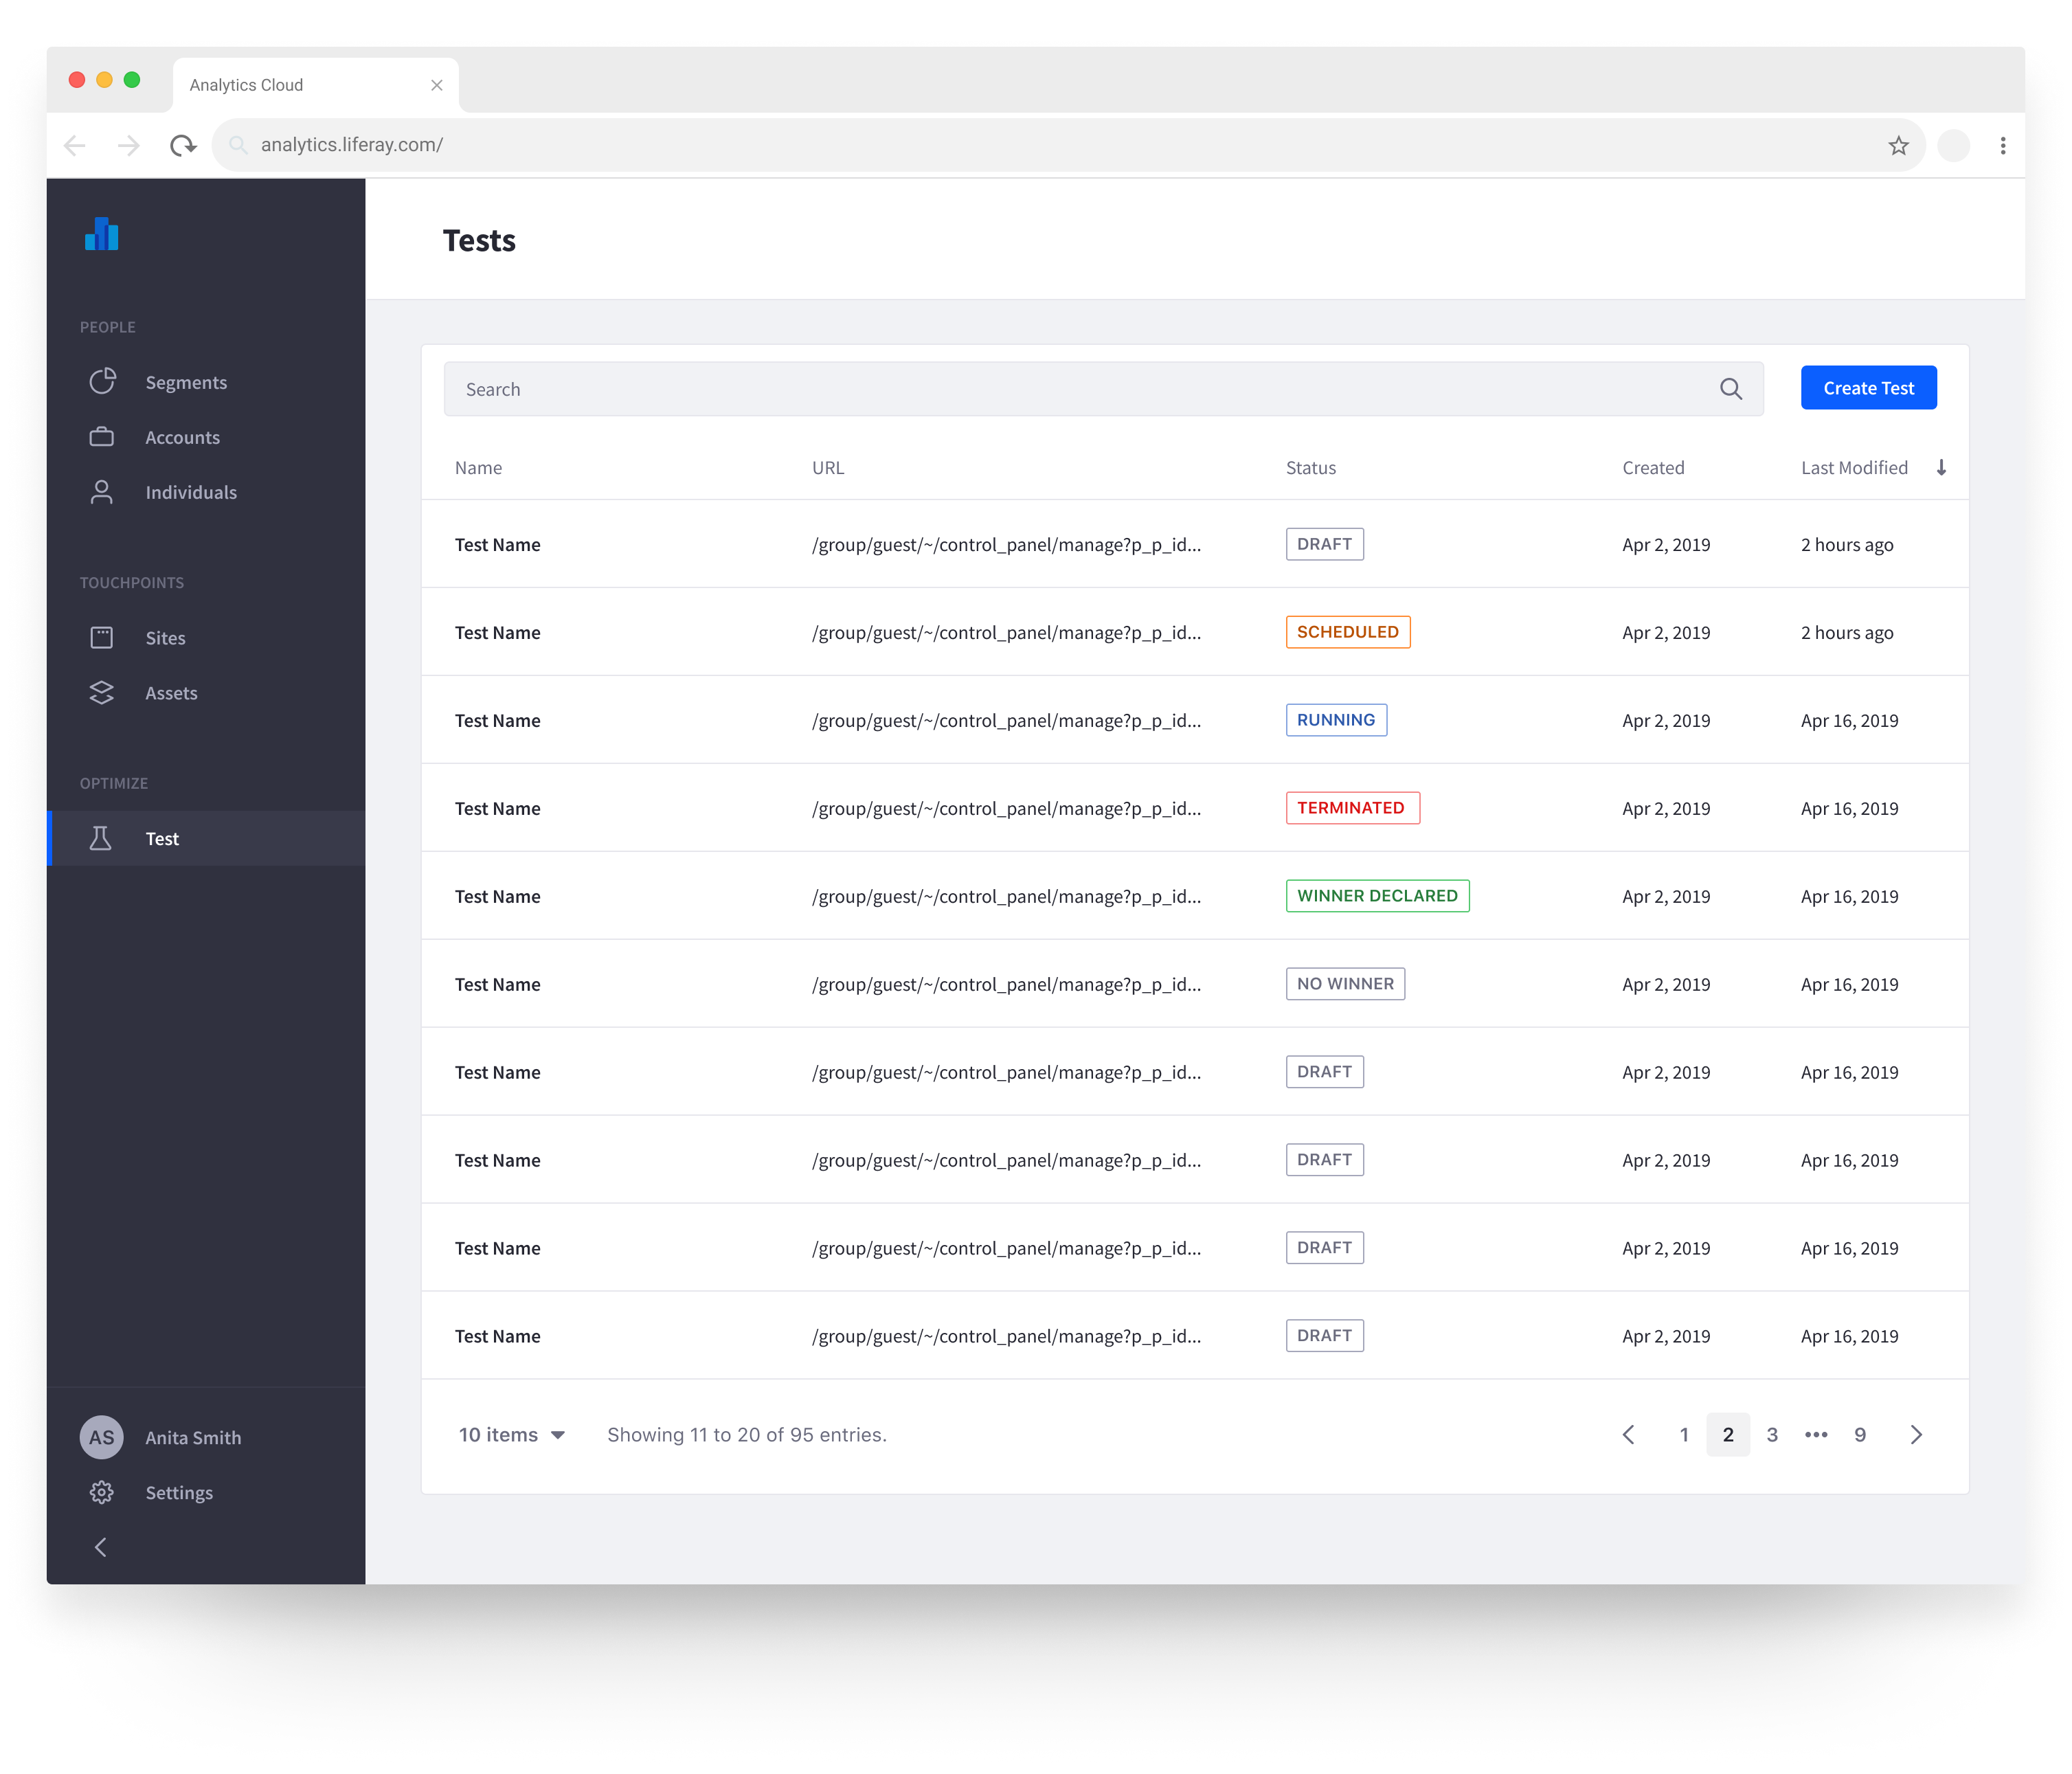 Analytics Cloud
analytics.liferay.com/
PEOPLE
Segments
Accounts
Individuals
TOUCHPOINTS
Sites
Assets
OPTIMIZE
Test
AS Anita Smith
Settings
Tests
Search
Create Test
Name URL Status Created Last Modified
Test Name /group/guest/~/control_panel/manage?p_p_id... DRAFT Apr 2, 2019 2 hours ago
Test Name /group/guest/~/control_panel/manage?p_p_id... SCHEDULED Apr 2, 2019 2 hours ago
Test Name /group/guest/~/control_panel/manage?p_p_id... RUNNING Apr 2, 2019 Apr 16, 2019
Test Name /group/guest/~/control_panel/manage?p_p_id... TERMINATED Apr 2, 2019 Apr 16, 2019
Test Name /group/guest/~/control_panel/manage?p_p_id... WINNER DECLARED Apr 2, 2019 Apr 16, 2019
Test Name /group/guest/~/control_panel/manage?p_p_id... NO WINNER Apr 2, 2019 Apr 16, 2019
Test Name /group/guest/~/control_panel/manage?p_p_id... DRAFT Apr 2, 2019 Apr 16, 2019
Test Name /group/guest/~/control_panel/manage?p_p_id... DRAFT Apr 2, 2019 Apr 16, 2019
Test Name /group/guest/~/control_panel/manage?p_p_id... DRAFT Apr 2, 2019 Apr 16, 2019
Test Name /group/guest/~/control_panel/manage?p_p_id... DRAFT Apr 2, 2019 Apr 16, 2019
10 items Showing 11 to 20 of 95 entries. 1 2 3 ••• 9